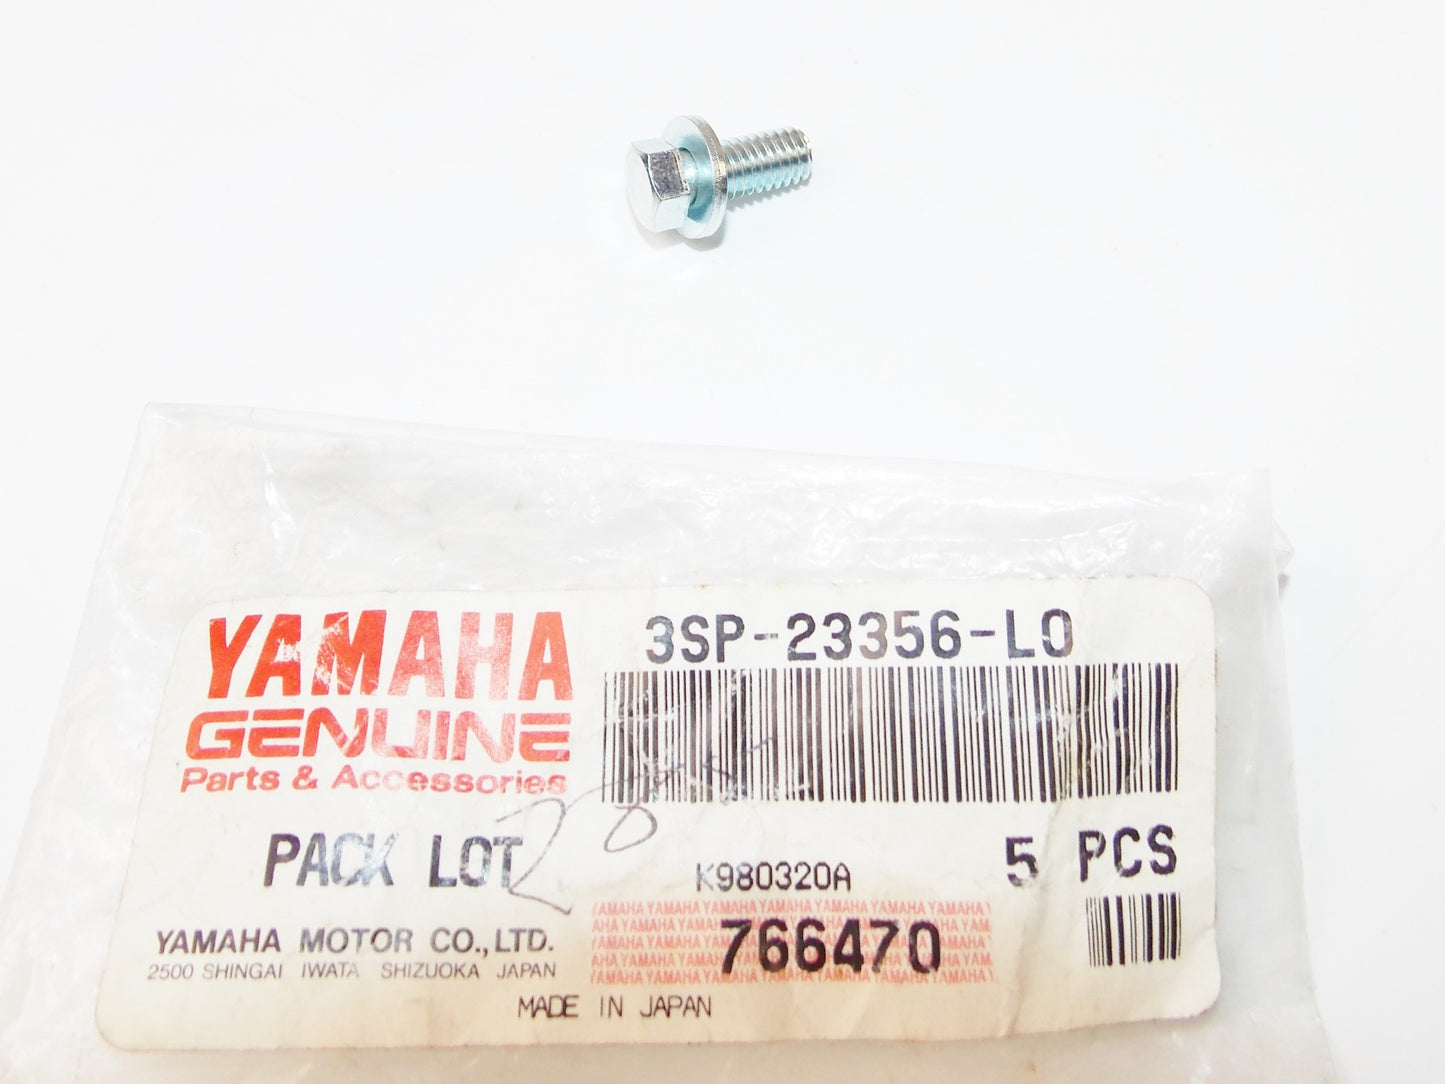 YAMAHA
GENUINE
Parts & Accessories
3SP-23356-L0
PACK LOT
K980320A
5 PCS
YAMAHA MOTOR CO.,LTD.
2500 SHINGAI IWATA SHIZUOKA JAPAN
766470
MADE IN JAPAN